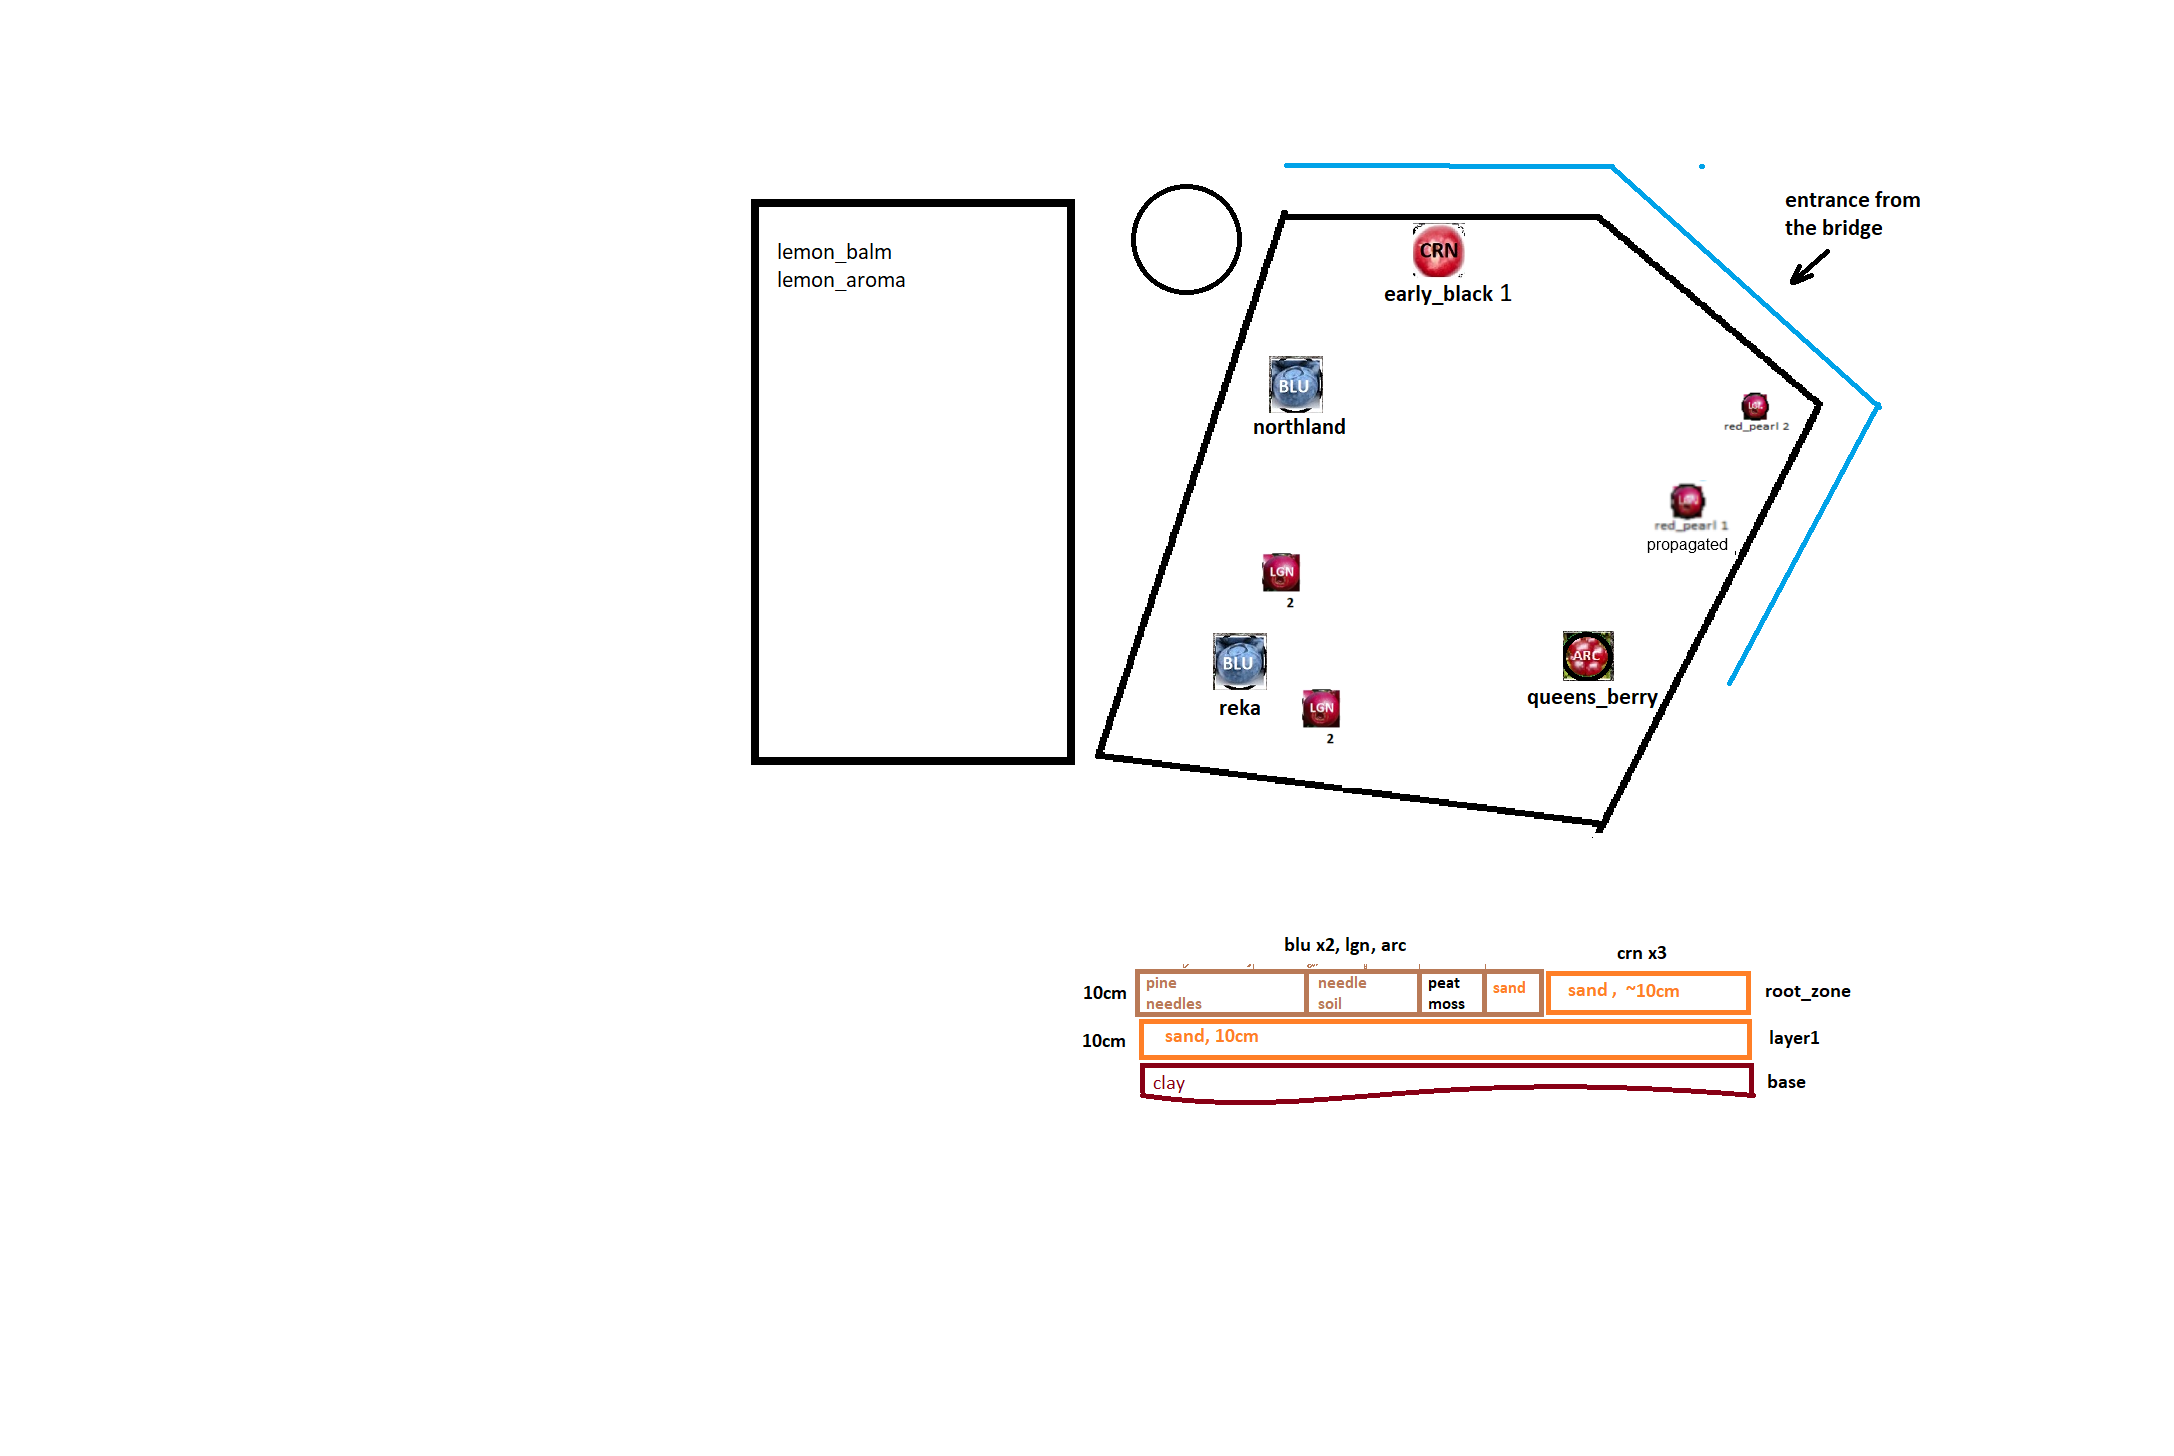 entrance from
the bridge
lemon_balm
lemon_aroma
CRN
early_black 1
BLU
northland
LGN
red_pearl 2
LGN
red_pearl 1
propagated
LGN
2
BLU
reka
ARC
queens_berry
LGN
2
blu x2, lgn, arc
crn x3
10cm
pine
needles
needle
soil
peat
moss
sand
sand , ~10cm
root_zone
10cm
sand, 10cm
layer1
clay
base